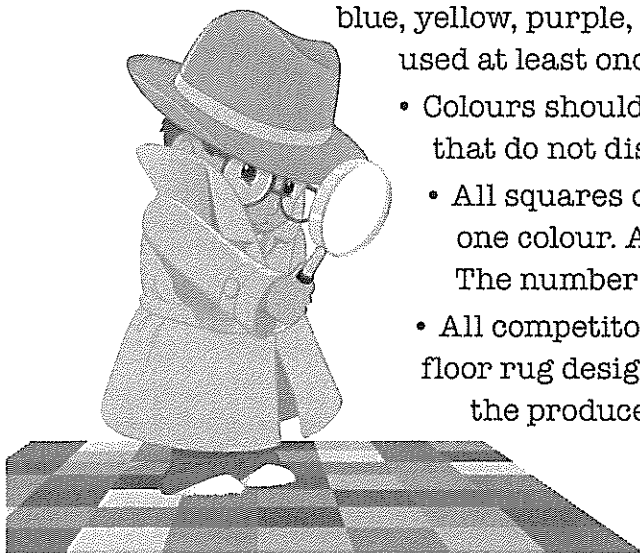 blue, yellow, purple,
used at least onc
• Colours should
that do not dis
• All squares o
one colour. A
The number
• All competito
floor rug desig
the produce